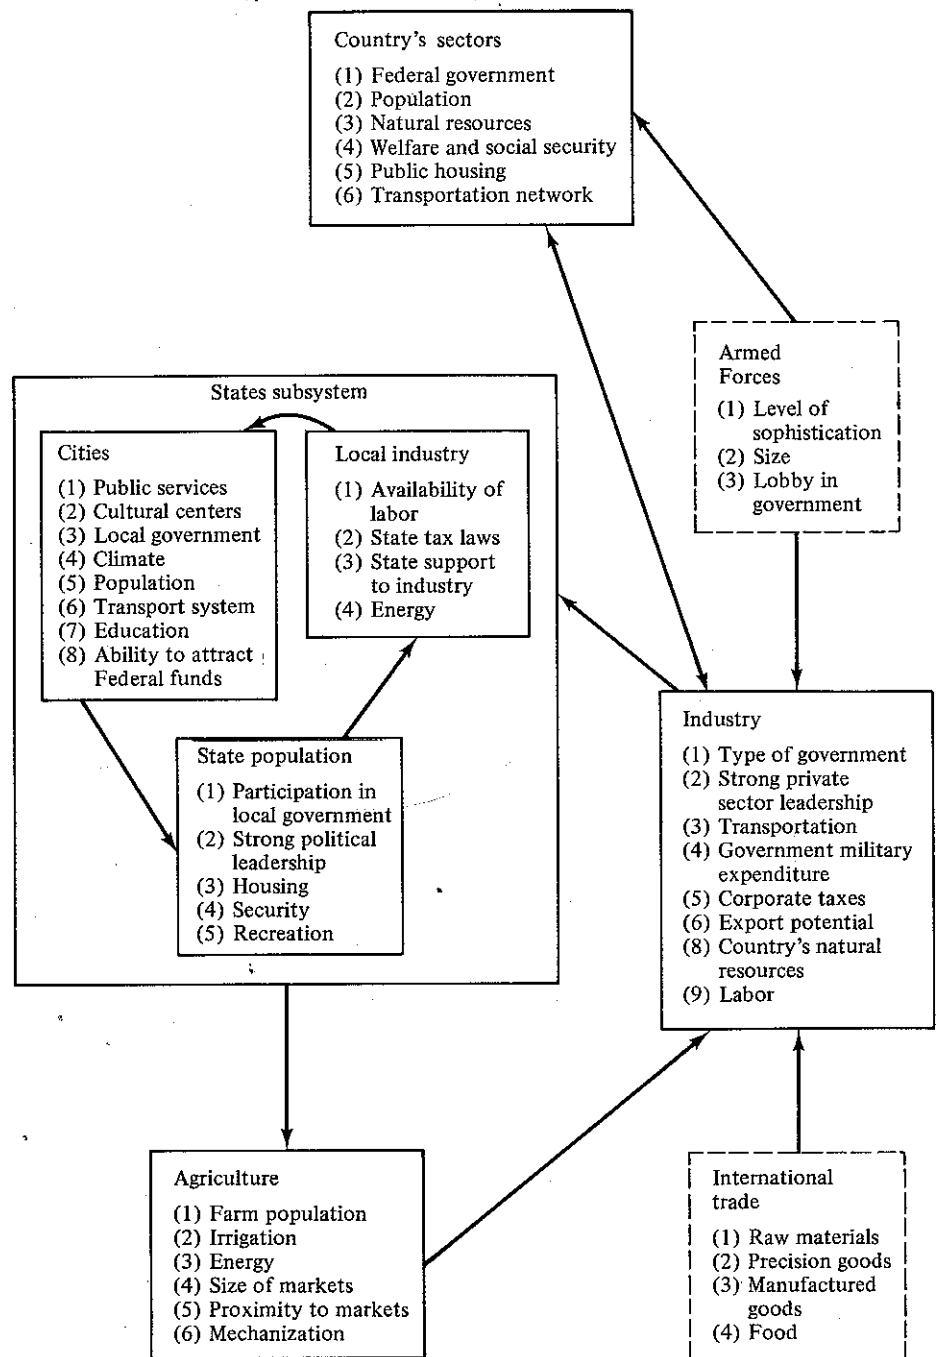 Country's sectors
(1) Federal government
(2) Population
(3) Natural resources
(4) Welfare and social security
(5) Public housing
(6) Transportation network
Armed
Forces
(1) Level of
sophistication
(2) Size
(3) Lobby in
government
States subsystem
Cities
(1) Public services
(2) Cultural centers
(3) Local government
(4) Climate
(5) Population
(6) Transport system
(7) Education
(8) Ability to attract
Federal funds
Local industry
(1) Availability of
labor
(2) State tax laws
(3) State support
to industry
(4) Energy
State population
(1) Participation in
local government
(2) Strong political
leadership
(3) Housing
(4) Security
(5) Recreation
Industry
(1) Type of government
(2) Strong private
sector leadership
(3) Transportation
(4) Government military
expenditure
(5) Corporate taxes
(6) Export potential
(8) Country's natural
resources
(9) Labor
Agriculture
(1) Farm population
(2) Irrigation
(3) Energy
(4) Size of markets
(5) Proximity to markets
(6) Mechanization
International
trade
(1) Raw materials
(2) Precision goods
(3) Manufactured
goods
(4) Food